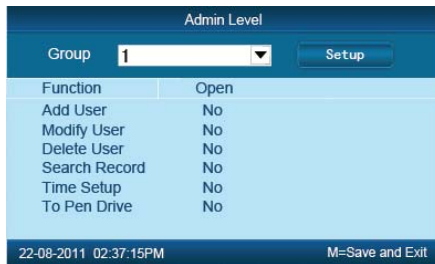 Admin Level
Group 1 Setup
Function Open
Add User No
Modify User No
Delete User No
Search Record No
Time Setup No
To Pen Drive No
22-08-2011 02:37:15PM M=Save and Exit